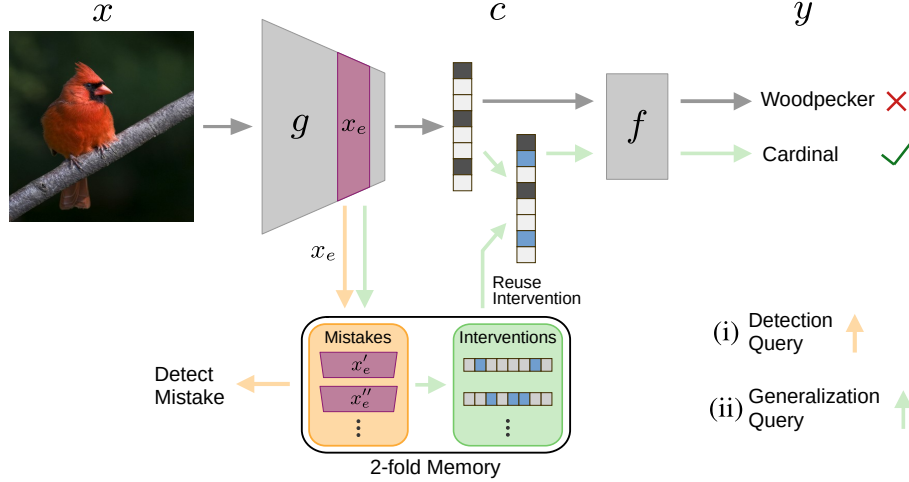 x c y
g
x_e
f
Woodpecker
Cardinal
x_e
Reuse
Intervention
Mistakes
x'_e
x''_e
Interventions
Detect
Mistake
2-fold Memory
(i) Detection
Query
(ii) Generalization
Query